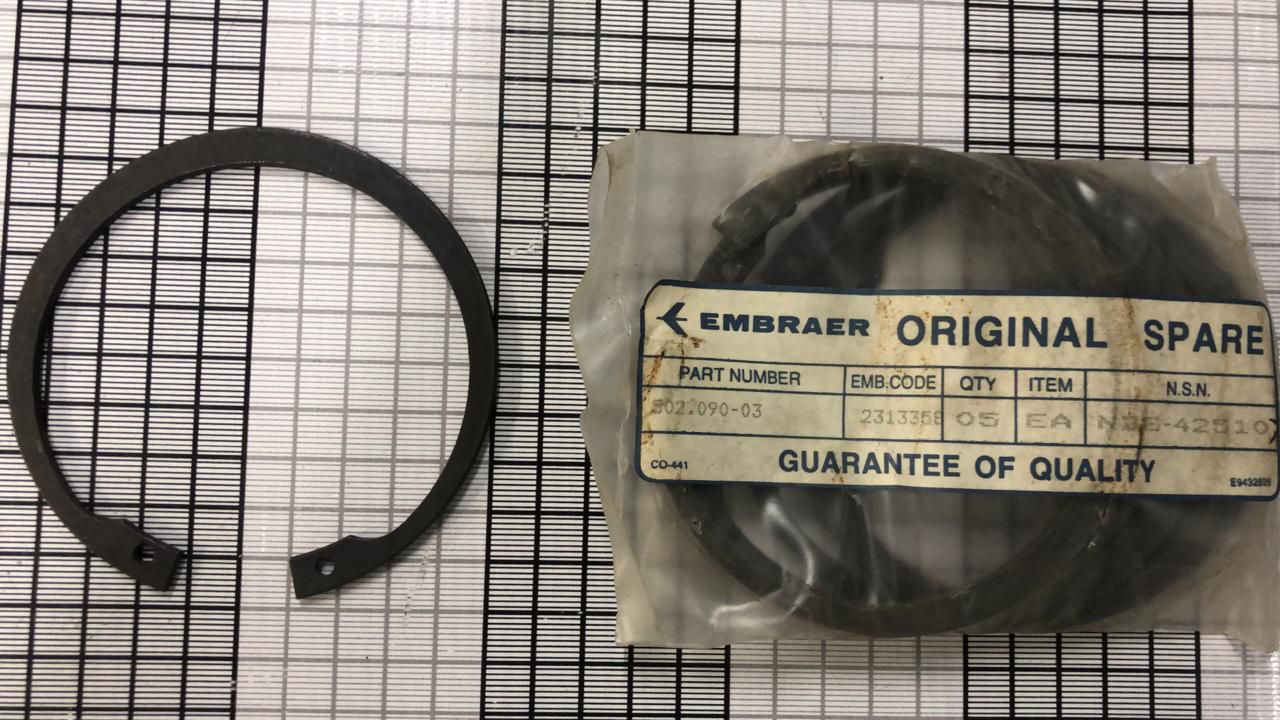 EMBRAER ORIGINAL SPARE
PART NUMBER EMB.CODE QTY ITEM N.S.N.
502.090-03 2313358 05 EA
CO-441 GUARANTEE OF QUALITY